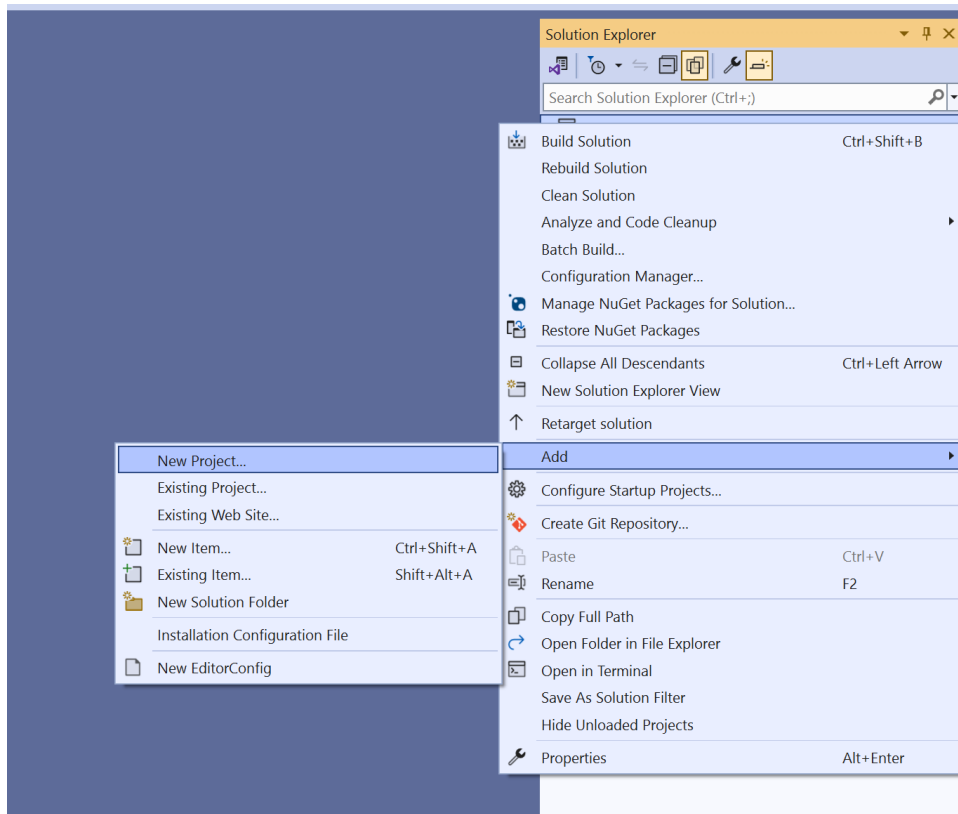 Solution Explorer
Search Solution Explorer (Ctrl+;)
Build Solution Ctrl+Shift+B
Rebuild Solution
Clean Solution
Analyze and Code Cleanup
Batch Build...
Configuration Manager...
Manage NuGet Packages for Solution...
Restore NuGet Packages
Collapse All Descendants Ctrl+Left Arrow
New Solution Explorer View
Retarget solution
Add
Configure Startup Projects...
Create Git Repository...
Paste Ctrl+V
Rename F2
Copy Full Path
Open Folder in File Explorer
Open in Terminal
Save As Solution Filter
Hide Unloaded Projects
Properties Alt+Enter
New Project...
Existing Project...
Existing Web Site...
New Item... Ctrl+Shift+A
Existing Item... Shift+Alt+A
New Solution Folder
Installation Configuration File
New EditorConfig